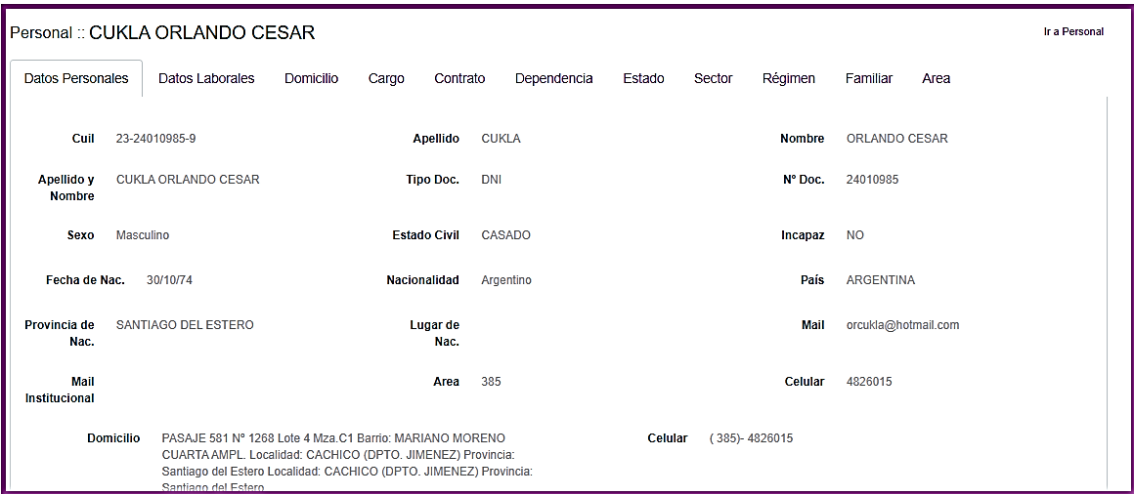 Personal :: CUKLA ORLANDO CESAR Ir a Personal
Datos Personales Datos Laborales Domicilio Cargo Contrato Dependencia Estado Sector Régimen Familiar Area
Cuil 23-24010985-9 Apellido CUKLA Nombre ORLANDO CESAR
Apellido y Nombre CUKLA ORLANDO CESAR Tipo Doc. DNI Nº Doc. 24010985
Sexo Masculino Estado Civil CASADO Incapaz NO
Fecha de Nac. 30/10/74 Nacionalidad Argentino País ARGENTINA
Provincia de Nac. SANTIAGO DEL ESTERO Lugar de Nac. Mail orcukla@hotmail.com
Mail Institucional Area 385 Celular 4826015
Domicilio PASAJE 581 Nº 1268 Lote 4 Mza.C1 Barrio: MARIANO MORENO Celular ( 385)- 4826015
CUARTA AMPL. Localidad: CACHICO (DPTO. JIMENEZ) Provincia:
Santiago del Estero Localidad: CACHICO (DPTO. JIMENEZ) Provincia:
Santiago del Estero